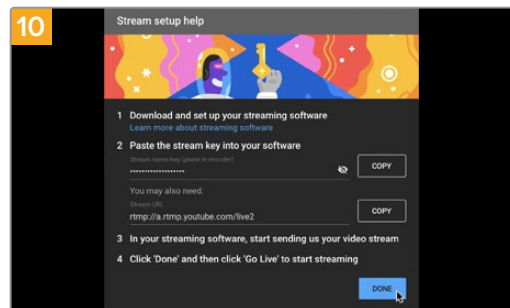 10
Stream setup help
1 Download and set up your streaming software
Learn more about streaming software
2 Paste the stream key into your software
Stream name/key (paste in encoder)
••••••••••••••••••••
COPY
You may also need:
Stream URL
rtmp://a.rtmp.youtube.com/live2
COPY
3 In your streaming software, start sending us your video stream
4 Click 'Done' and then click 'Go Live' to start streaming
DONE